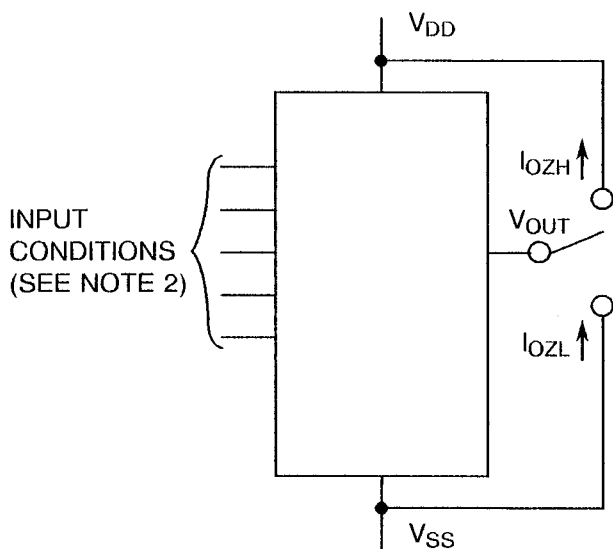 VDD
IOZH
INPUT
CONDITIONS
(SEE NOTE 2)
VOUT
IOZL
VSS